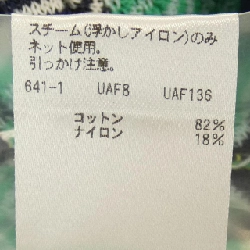 スチーム(浮かしアイロン)のみ
ネット使用。
引っかけ注意。
641-1 UAF8 UAF136
コットン 82%
ナイロン 18%